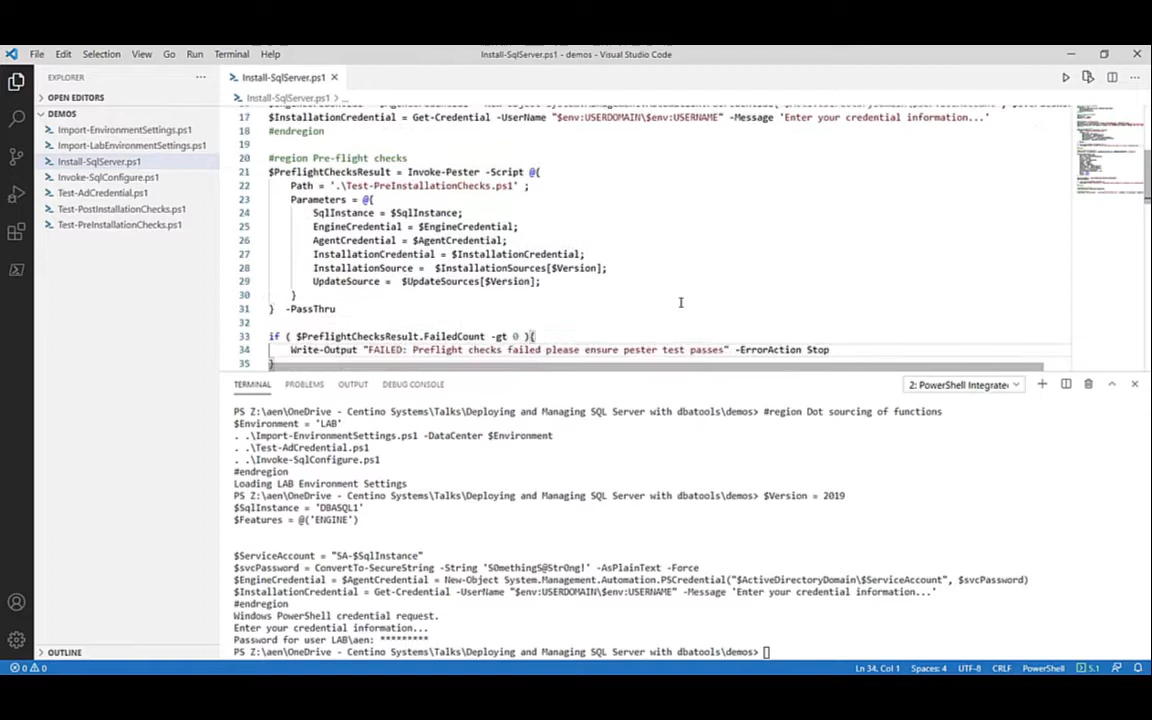 File Edit Selection View Go Run Terminal Help
Install-SqlServer.ps1 - demos - Visual Studio Code
EXPLORER
OPEN EDITORS
DEMOS
Import-EnvironmentSettings.ps1
Import-LabEnvironmentSettings.ps1
Install-SqlServer.ps1
Invoke-SqlConfigure.ps1
Test-AdCredential.ps1
Test-PostInstallationChecks.ps1
Test-PreInstallationChecks.ps1
OUTLINE
Install-SqlServer.ps1
Install-SqlServer.ps1 > ...
17 $InstallationCredential = Get-Credential -UserName "$env:USERDOMAIN\$env:USERNAME" -Message 'Enter your credential information...'
18 #endregion
19
20 #region Pre-flight checks
21 $PreflightChecksResult = Invoke-Pester -Script @{
22 Path = '.\Test-PreInstallationChecks.ps1' ;
23 Parameters = @{
24 SqlInstance = $SqlInstance;
25 EngineCredential = $EngineCredential;
26 AgentCredential = $AgentCredential;
27 InstallationCredential = $InstallationCredential;
28 InstallationSource = $InstallationSources[$Version];
29 UpdateSource = $UpdateSources[$Version];
30 }
31 } -PassThru
32
33 if ( $PreflightChecksResult.FailedCount -gt 0 ){
34 Write-Output "FAILED: Preflight checks failed please ensure pester test passes" -ErrorAction Stop
35 }
TERMINAL PROBLEMS OUTPUT DEBUG CONSOLE
2: PowerShell Integrate
PS Z:\aen\OneDrive - Centino Systems\Talks\Deploying and Managing SQL Server with dbatools\demos> #region Dot sourcing of functions
$Environment = 'LAB'
. .\Import-EnvironmentSettings.ps1 -DataCenter $Environment
. .\Test-AdCredential.ps1
. .\Invoke-SqlConfigure.ps1
#endregion
Loading LAB Environment Settings
PS Z:\aen\OneDrive - Centino Systems\Talks\Deploying and Managing SQL Server with dbatools\demos> $Version = 2019
$SqlInstance = 'DBASQL1'
$Features = @('ENGINE')
$ServiceAccount = "SA-$SqlInstance"
$svcPassword = ConvertTo-SecureString -String 'S0methingS@Str0ng!' -AsPlainText -Force
$EngineCredential = $AgentCredential = New-Object System.Management.Automation.PSCredential("$ActiveDirectoryDomain\$ServiceAccount", $svcPassword)
$InstallationCredential = Get-Credential -UserName "$env:USERDOMAIN\$env:USERNAME" -Message 'Enter your credential information...'
#endregion
Windows PowerShell credential request.
Enter your credential information...
Password for user LAB\aen: *********
PS Z:\aen\OneDrive - Centino Systems\Talks\Deploying and Managing SQL Server with dbatools\demos>
0 0
Ln 34, Col 1 Spaces: 4 UTF-8 CRLF PowerShell 5.1